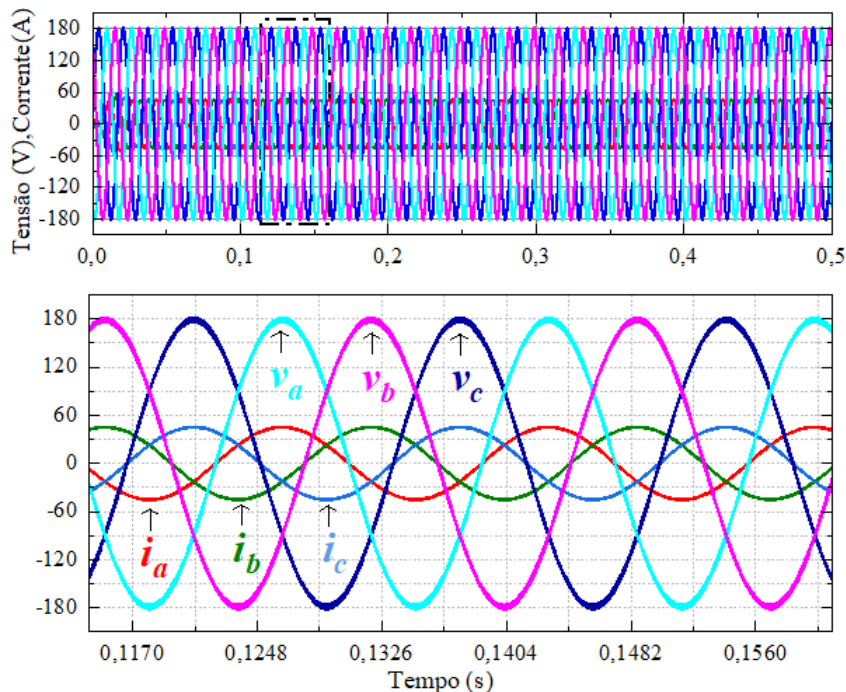 Tensão (V),Corrente(A)
180
120
60
0
-60
-120
-180
0,0 0,1 0,2 0,3 0,4 0,5
180
120
60
0
-60
-120
-180
v_a v_b v_c
i_a i_b i_c
0,1170 0,1248 0,1326 0,1404 0,1482 0,1560
Tempo (s)